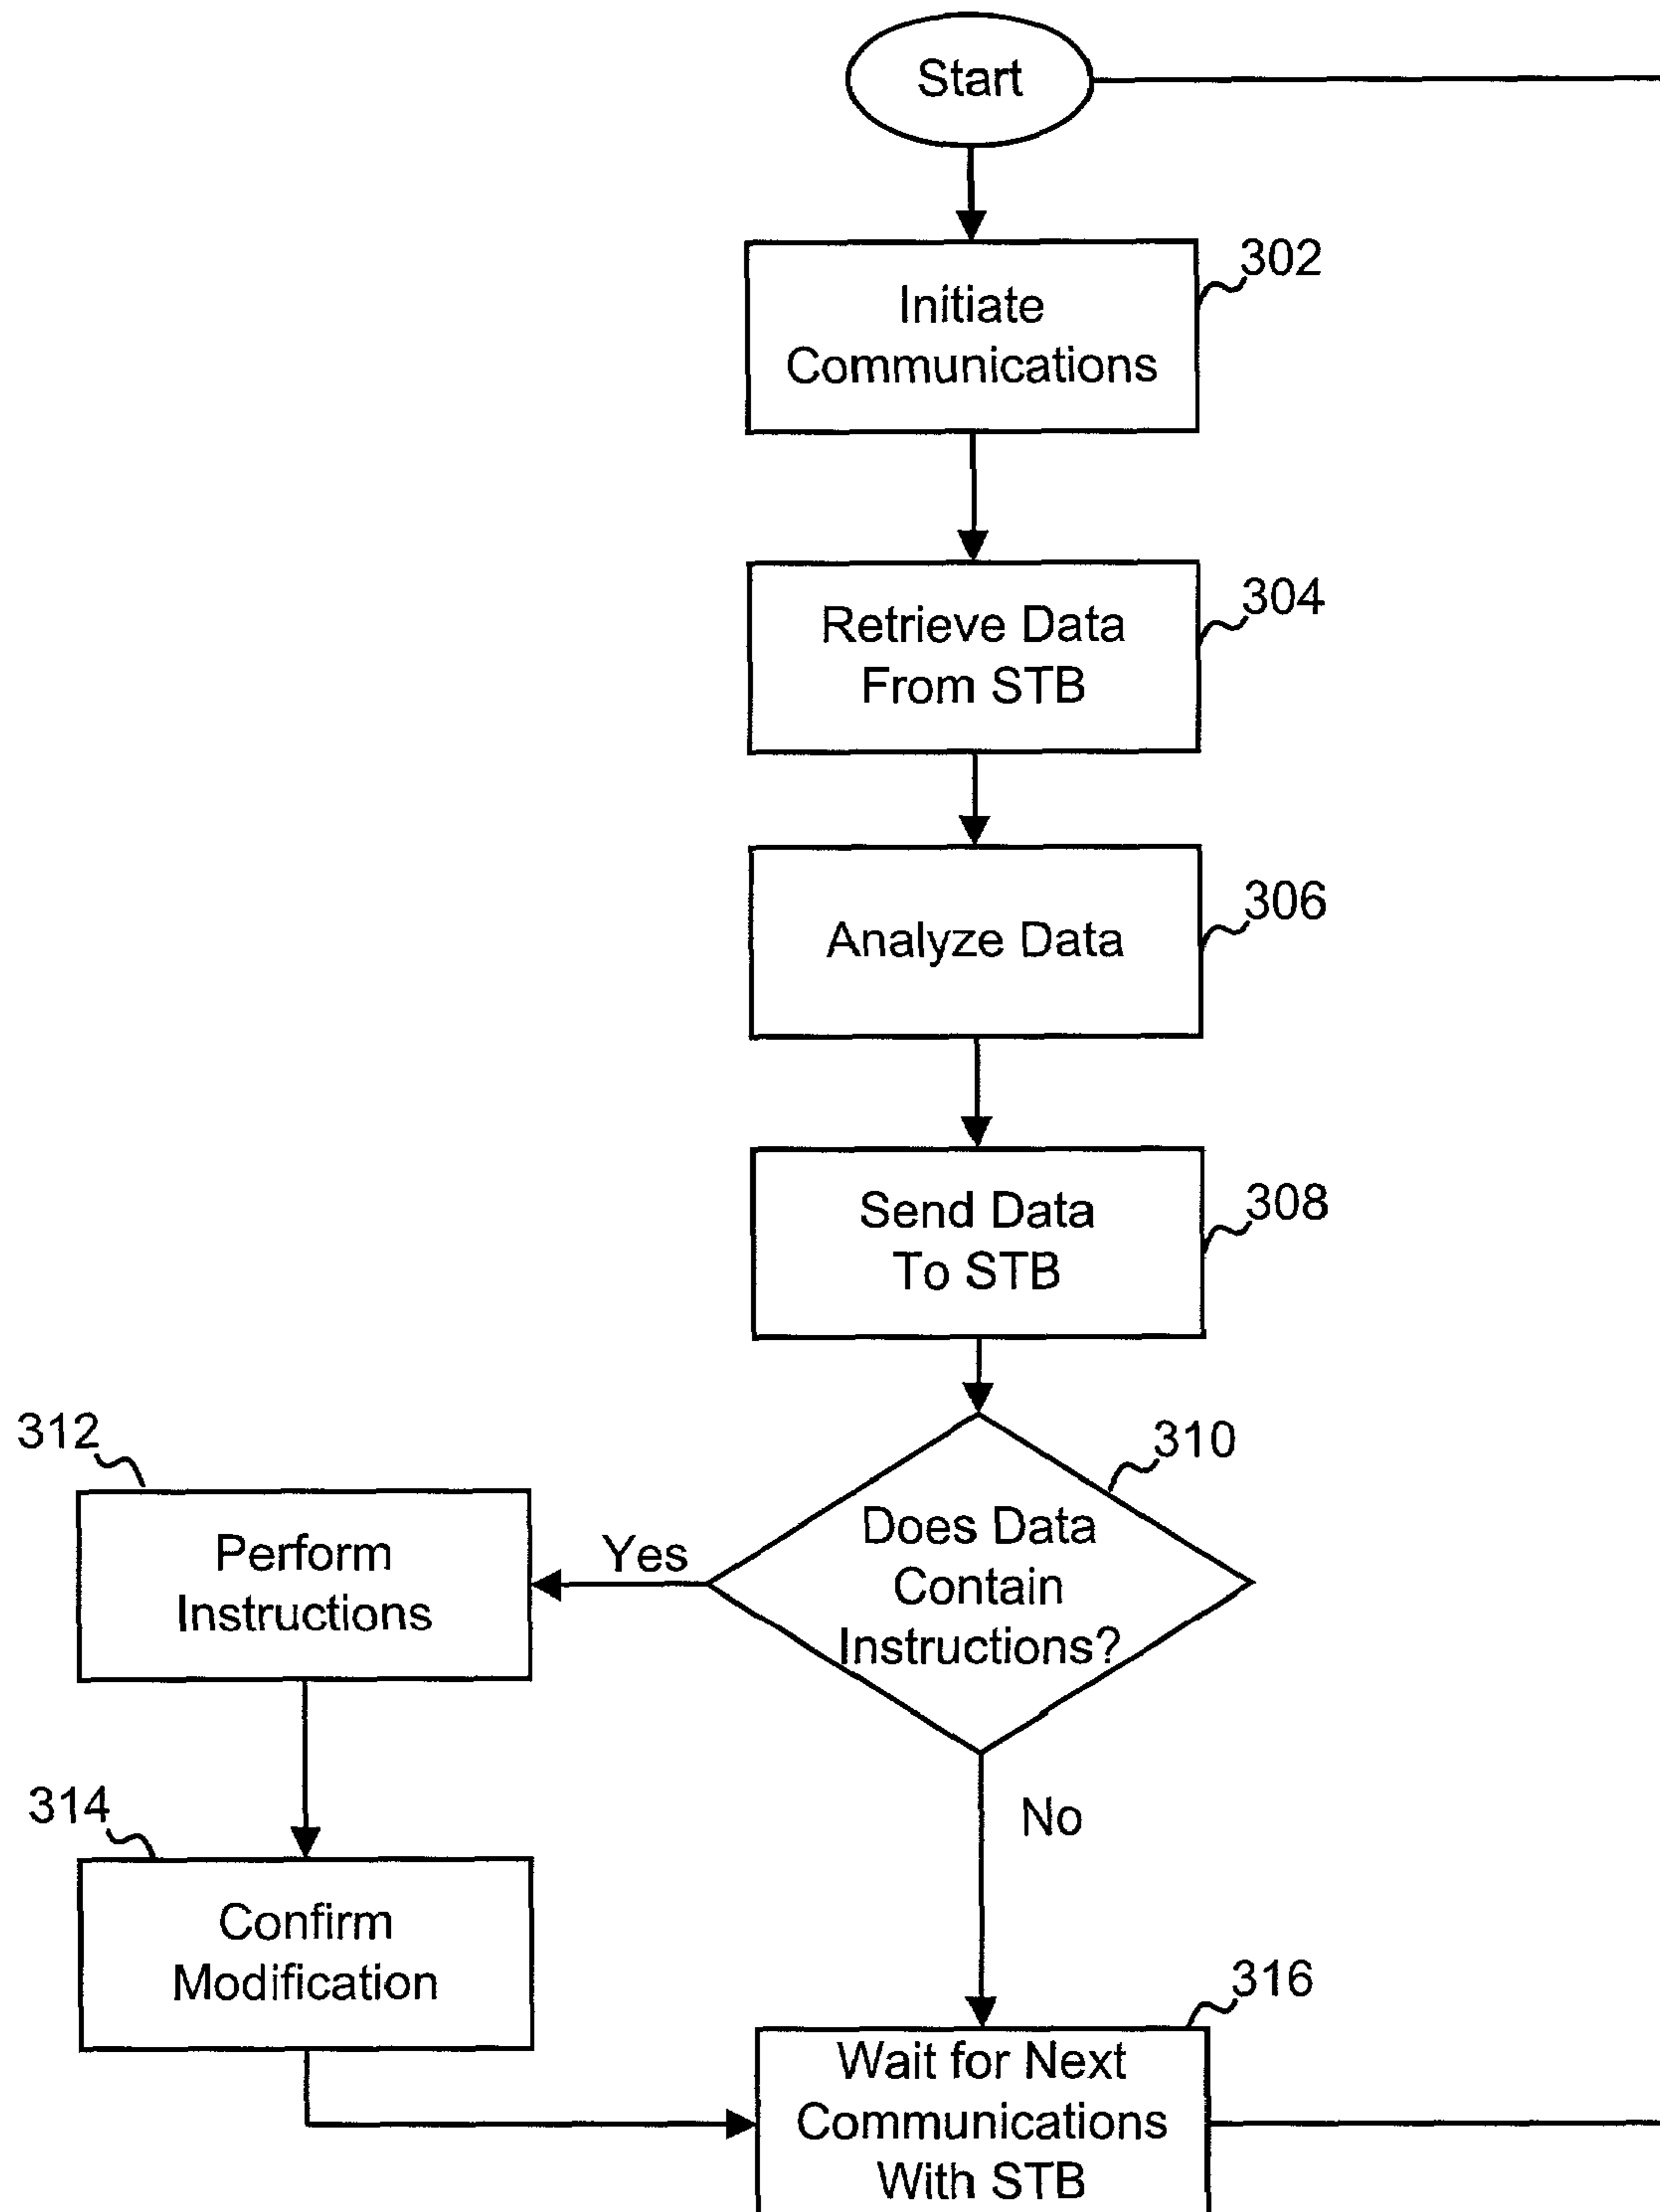 Start
302
Initiate
Communications
304
Retrieve Data
From STB
306
Analyze Data
308
Send Data
To STB
310
Does Data
Contain
Instructions?
Yes
312
Perform
Instructions
No
314
Confirm
Modification
316
Wait for Next
Communications
With STB